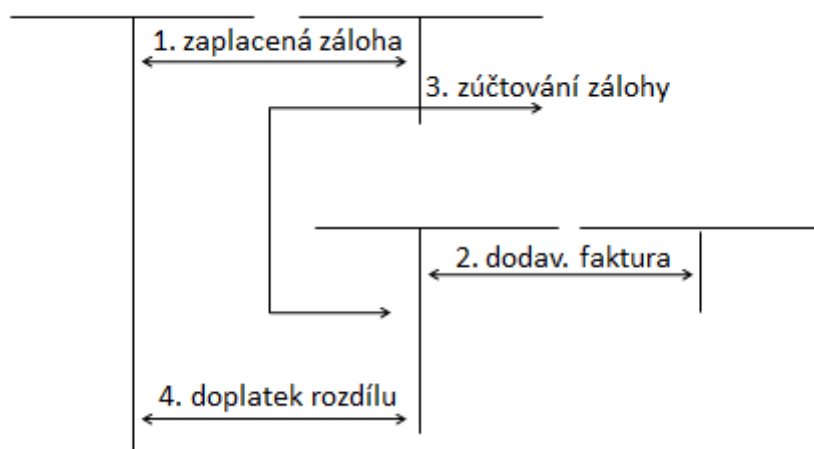 1. zaplacená záloha
3. zúčtování zálohy
2. dodav. faktura
4. doplatek rozdílu